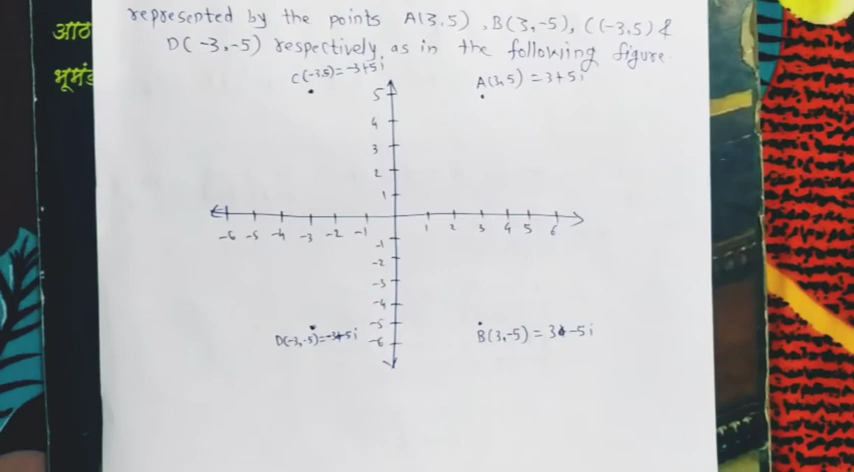 represented by the points A(3,5), B(3,-5), C(-3,5) &
D(-3,-5) respectively, as in the following figure.
आठ
भूमंड
C(-3,5)=-3+5i
A(3,5) = 3+5i
5
4
3
2
1
-6 -5 -4 -3 -2 -1 1 2 3 4 5 6
-1
-2
-3
-4
-5
-6
D(-3,-5)=-3-5i
B(3,-5) = 3-5i